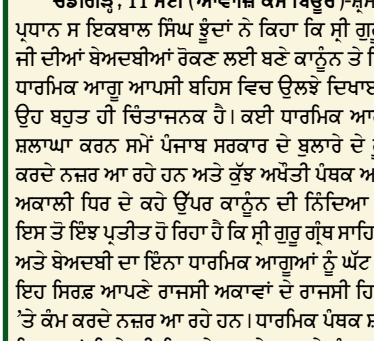 ਚੰਡੀਗੜ੍ਹ, 11 ਮਈ (ਆਵਾਜ਼ ਕੌਮ ਬਿਊਰੋ)-ਸ਼੍ਰੋਮ
ਪ੍ਰਧਾਨ ਸ ਇਕਬਾਲ ਸਿੰਘ ਝੂੰਦਾਂ ਨੇ ਕਿਹਾ ਕਿ ਸ੍ਰੀ ਗੁਰੂ
ਜੀ ਦੀਆਂ ਬੇਅਦਬੀਆਂ ਰੋਕਣ ਲਈ ਬਣੇ ਕਾਨੂੰਨ ਤੇ
ਧਾਰਮਿਕ ਆਗੂ ਆਪਸੀ ਬਹਿਸ ਵਿਚ ਉਲਝੇ ਦਿਖਾਈ
ਉਹ ਬਹੁਤ ਹੀ ਚਿੰਤਾਜਨਕ ਹੈ। ਕਈ ਧਾਰਮਿਕ ਆ
ਸ਼ਲਾਘਾ ਕਰਨ ਸਮੇਂ ਪੰਜਾਬ ਸਰਕਾਰ ਦੇ ਬੁਲਾਰੇ ਦੇ
ਕਰਦੇ ਨਜ਼ਰ ਆ ਰਹੇ ਹਨ ਅਤੇ ਕੁੱਝ ਅਖੌਤੀ ਪੰਥਕ ਅ
ਅਕਾਲੀ ਧਿਰ ਦੇ ਕਹੇ ਉੱਪਰ ਕਾਨੂੰਨ ਦੀ ਨਿੰਦਿਆ
ਇਸ ਤੋ ਇੰਝ ਪ੍ਰਤੀਤ ਹੋ ਰਿਹਾ ਹੈ ਕਿ ਸ੍ਰੀ ਗੁਰੂ ਗ੍ਰੰਥ ਸਾਹਿ
ਅਤੇ ਬੇਅਦਬੀ ਦਾ ਇੰਨਾ ਧਾਰਮਿਕ ਆਗੂਆਂ ਨੂੰ ਘੱਟ
ਇਹ ਸਿਰਫ਼ ਆਪਣੇ ਰਾਜਸੀ ਅਕਾਵਾਂ ਦੇ ਰਾਜਸੀ ਹਿ
'ਤੇ ਕੰਮ ਕਰਦੇ ਨਜ਼ਰ ਆ ਰਹੇ ਹਨ। ਧਾਰਮਿਕ ਪੰਥਕ ਸ਼